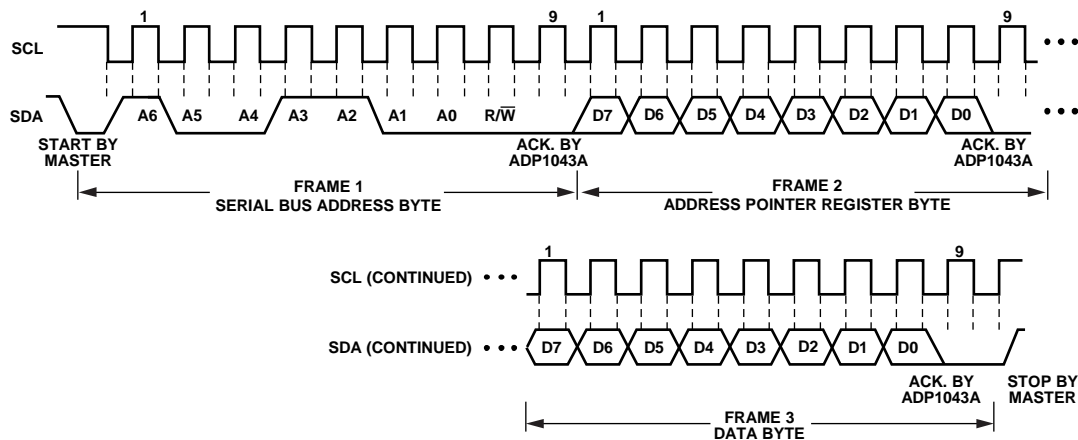 1 9 1 9
SCL
SDA A6 A5 A4 A3 A2 A1 A0 R/W̅ D7 D6 D5 D4 D3 D2 D1 D0
START BY
MASTER
ACK. BY
ADP1043A
ACK. BY
ADP1043A
FRAME 1
SERIAL BUS ADDRESS BYTE
FRAME 2
ADDRESS POINTER REGISTER BYTE
1 9
SCL (CONTINUED)
SDA (CONTINUED) D7 D6 D5 D4 D3 D2 D1 D0
ACK. BY
ADP1043A
STOP BY
MASTER
FRAME 3
DATA BYTE